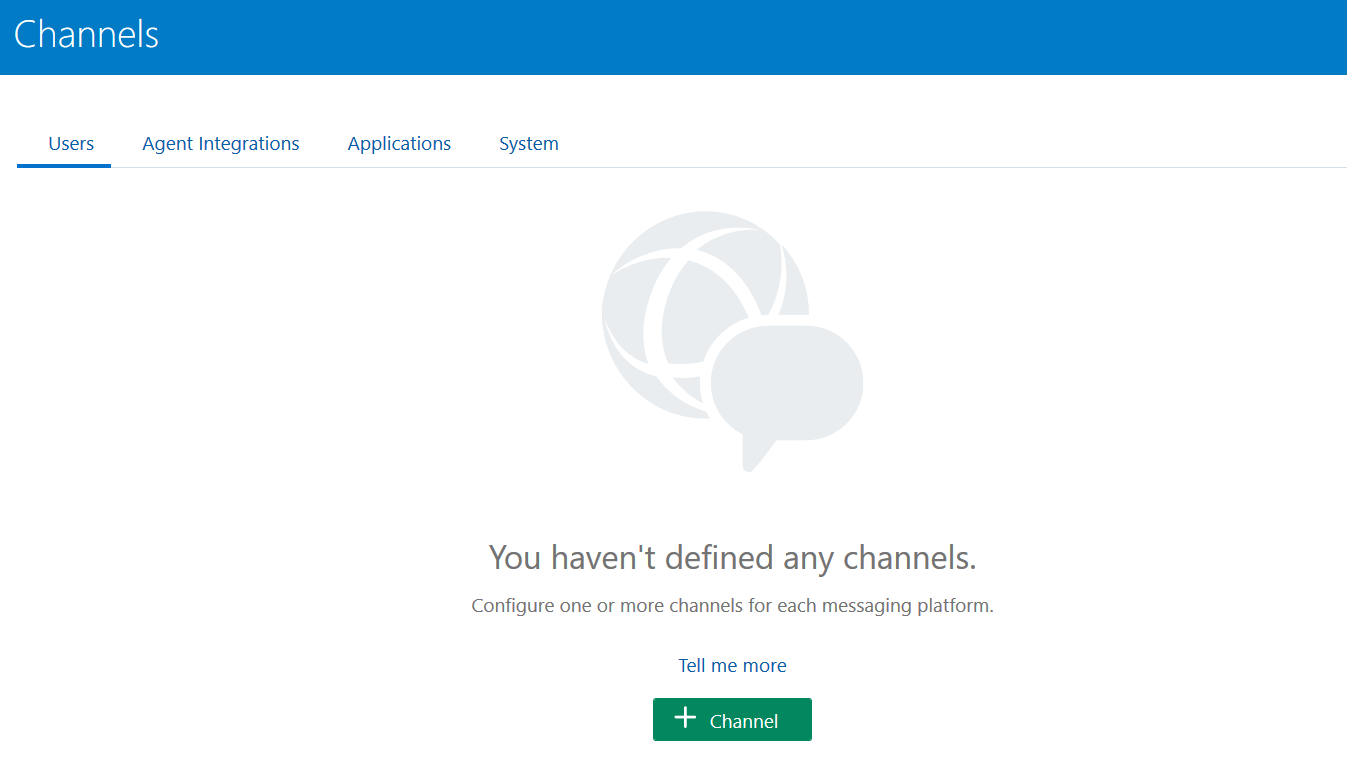 Channels
Users Agent Integrations Applications System
You haven't defined any channels.
Configure one or more channels for each messaging platform.
Tell me more
Channel